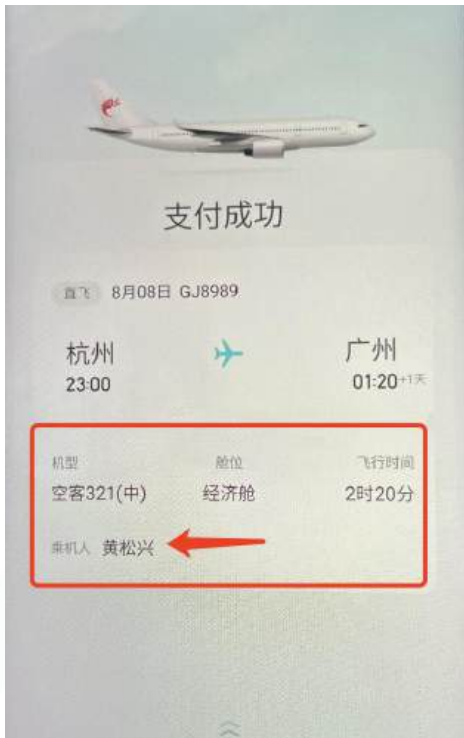 支付成功
直飞 8月08日 GJ8989
杭州 广州
23:00 01:20+1天
机型 舱位 飞行时间
空客321(中) 经济舱 2时20分
乘机人 黄松兴